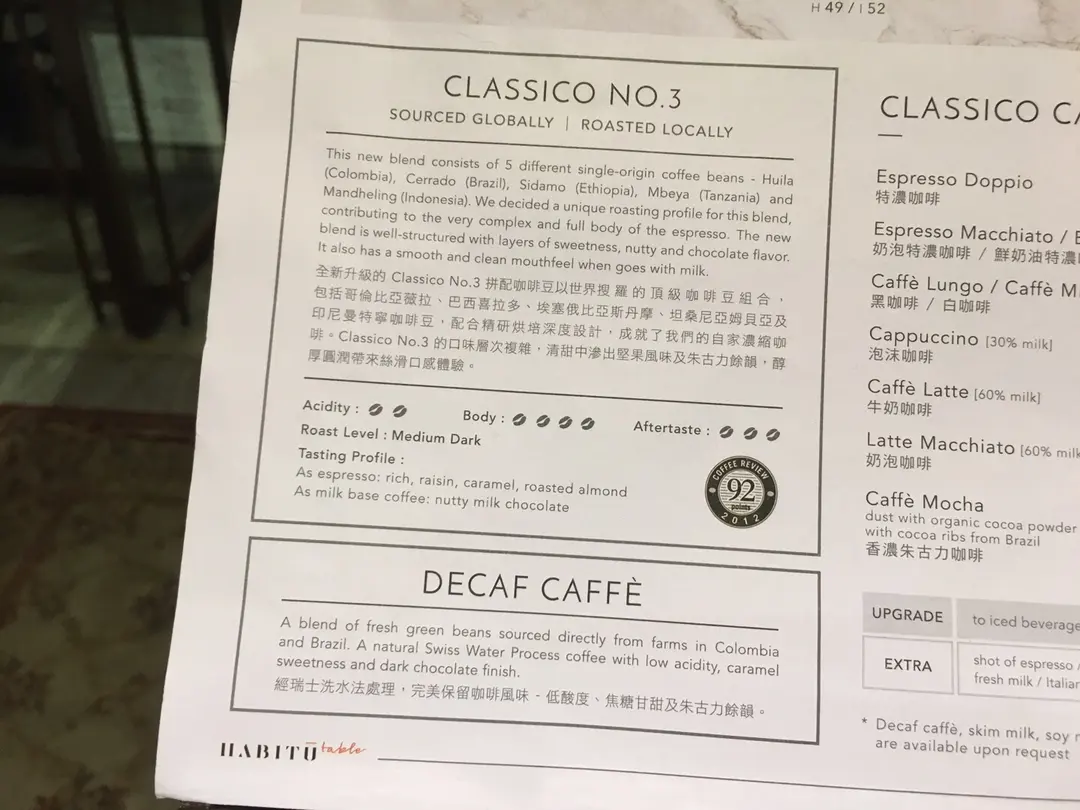 H 49 / I 52
CLASSICO NO.3
SOURCED GLOBALLY | ROASTED LOCALLY
This new blend consists of 5 different single-origin coffee beans - Huila
(Colombia), Cerrado (Brazil), Sidamo (Ethiopia), Mbeya (Tanzania) and
Mandheling (Indonesia). We decided a unique roasting profile for this blend,
contributing to the very complex and full body of the espresso. The new
blend is well-structured with layers of sweetness, nutty and chocolate flavor.
It also has a smooth and clean mouthfeel when goes with milk.
全新升級的 Classico No.3 拼配咖啡豆以世界搜羅的頂級咖啡豆組合，
包括哥倫比亞薇拉、巴西喜拉多、埃塞俄比亞斯丹摩、坦桑尼亞姆貝亞及
印尼曼特寧咖啡豆，配合精研烘培深度設計，成就了我們的自家濃縮咖
啡。Classico No.3 的口味層次複雜，清甜中滲出堅果風味及朱古力餘韻，醇
厚圓潤帶來絲滑口感體驗。
Acidity :
Body :
Aftertaste :
Roast Level : Medium Dark
Tasting Profile :
As espresso: rich, raisin, caramel, roasted almond
As milk base coffee: nutty milk chocolate
COFFEE REVIEW
92
points
2012
DECAF CAFFÈ
A blend of fresh green beans sourced directly from farms in Colombia
and Brazil. A natural Swiss Water Process coffee with low acidity, caramel
sweetness and dark chocolate finish.
經瑞士洗水法處理，完美保留咖啡風味 - 低酸度、焦糖甘甜及朱古力餘韻。
HABITŪ table
CLASSICO
Espresso Doppio
特濃咖啡
Espresso Macchiato /
奶泡特濃咖啡 / 鮮奶油特濃
Caffè Lungo / Caffè
黑咖啡 / 白咖啡
Cappuccino [30% milk]
泡沫咖啡
Caffè Latte [60% milk]
牛奶咖啡
Latte Macchiato [60% milk
奶泡咖啡
Caffè Mocha
dust with organic cocoa powder
with cocoa ribs from Brazil
香濃朱古力咖啡
UPGRADE
to iced beverage
EXTRA
shot of espresso /
fresh milk / Italian
* Decaf caffè, skim milk, soy
are available upon request